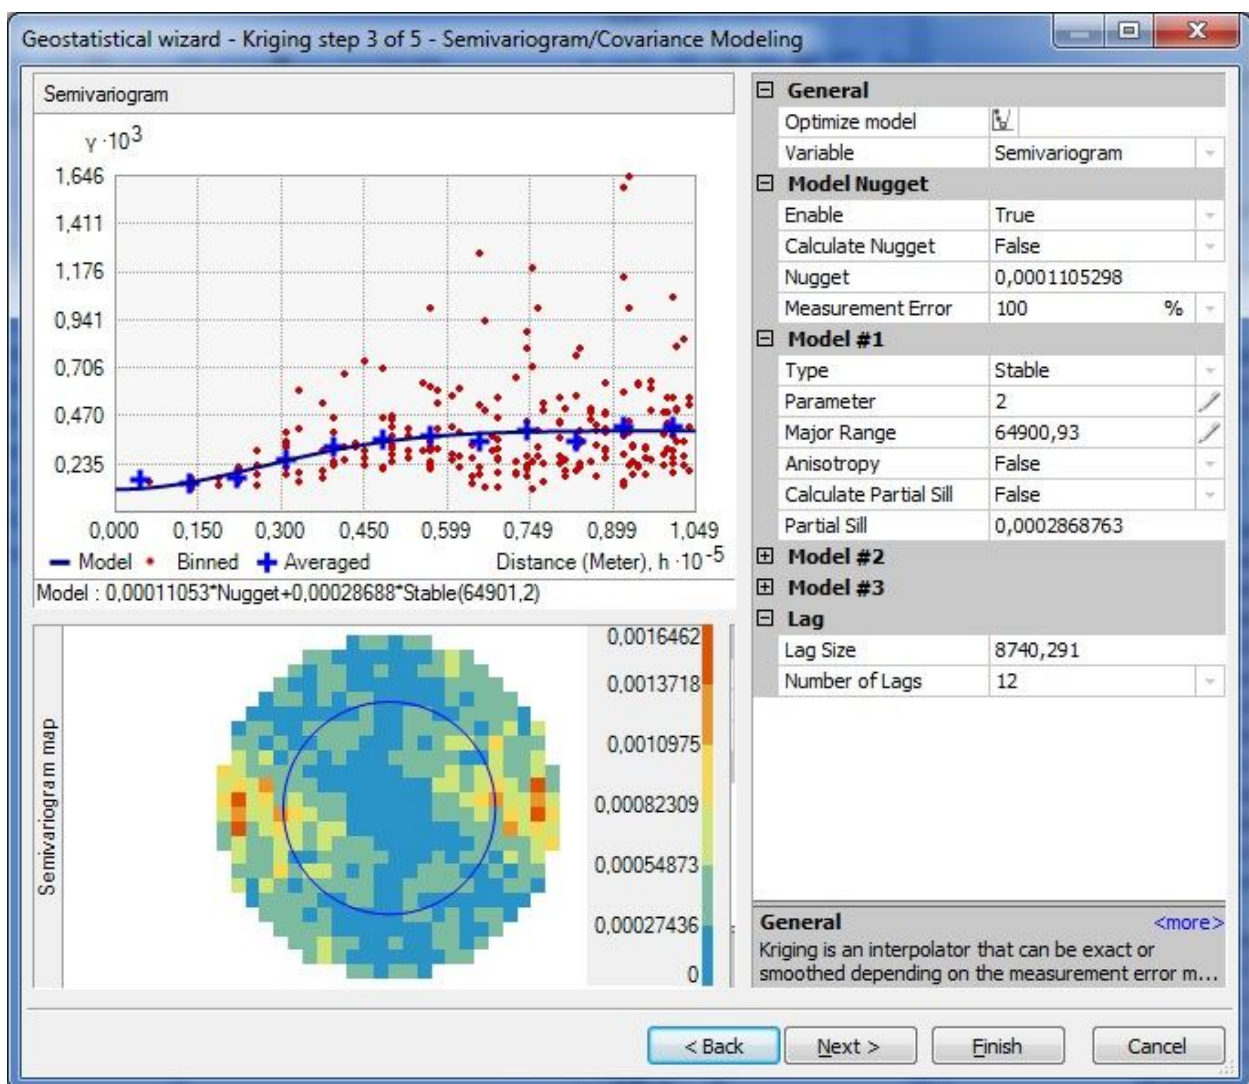 Geostatistical wizard - Kriging step 3 of 5 - Semivariogram/Covariance Modeling
Semivariogram
γ ·10 3
1,646
1,411
1,176
0,941
0,706
0,470
0,235
0,000 0,150 0,300 0,450 0,599 0,749 0,899 1,049
Model Binned Averaged Distance (Meter), h ·10 -5
Model : 0,00011053*Nugget+0,00028688*Stable(64901,2)
Semivariogram map
0,0016462
0,0013718
0,0010975
0,00082309
0,00054873
0,00027436
0
General
Optimize model
Variable Semivariogram
Model Nugget
Enable True
Calculate Nugget False
Nugget 0,0001105298
Measurement Error 100 %
Model #1
Type Stable
Parameter 2
Major Range 64900,93
Anisotropy False
Calculate Partial Sill False
Partial Sill 0,0002868763
Model #2
Model #3
Lag
Lag Size 8740,291
Number of Lags 12
General <more>
Kriging is an interpolator that can be exact or
smoothed depending on the measurement error m...
< Back Next > Finish Cancel